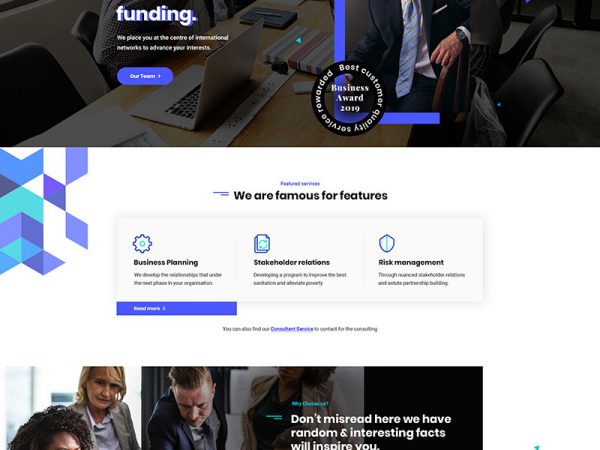 funding.
We place you at the centre of international
networks to advance your interests.
Our Team
Best customer quality service rewarded
Business
Award
2019
Featured services
We are famous for features
Business Planning
We develop the relationships that under
the next phase in your organisation.
Stakeholder relations
Developing a program to improve the best
sanitation and alleviate poverty
Risk management
Through nuanced stakeholder relations
and astute partnership building.
Read more
You can also find our Consultant Service to contact for the consulting
Why Choose us?
Don't misread here we have
random & interesting facts
will inspire you.